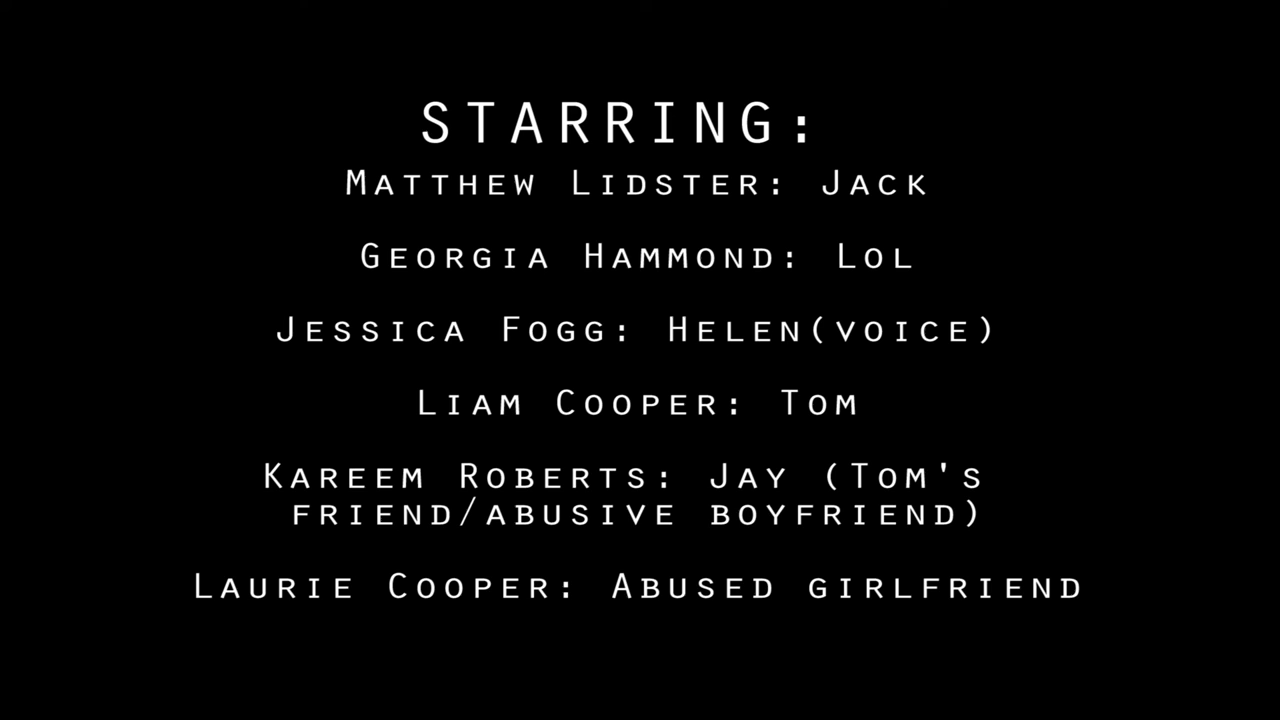 STARRING:
Matthew Lidster: Jack
Georgia Hammond: Lol
Jessica Fogg: Helen(voice)
Liam Cooper: Tom
Kareem Roberts: Jay (Tom's
friend/abusive boyfriend)
Laurie Cooper: Abused girlfriend